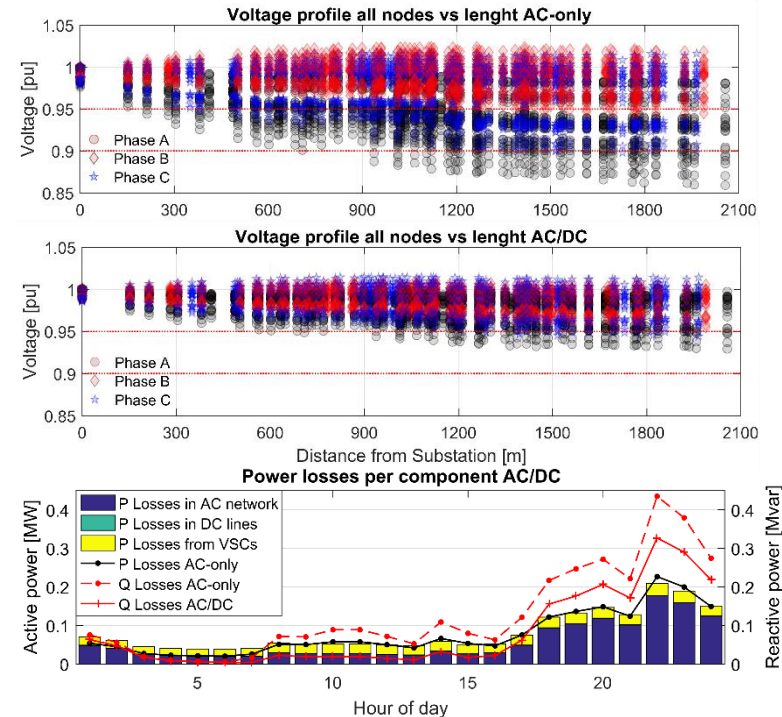 Voltage profile all nodes vs lenght AC-only
Voltage [pu]
1.05
1
0.95
0.9
0.85
Phase A
Phase B
Phase C
0 300 600 900 1200 1500 1800 2100
Voltage profile all nodes vs lenght AC/DC
Voltage [pu]
1.05
1
0.95
0.9
0.85
Phase A
Phase B
Phase C
0 300 600 900 1200 1500 1800 2100
Distance from Substation [m]
Power losses per component AC/DC
Active power [MW]
0.4
0.3
0.2
0.1
0
P Losses in AC network
P Losses in DC lines
P Losses from VSCs
P Losses AC-only
Q Losses AC-only
Q Losses AC/DC
0.4
0.3
0.2
0.1
0
Reactive power [Mvar]
5 10 15 20
Hour of day